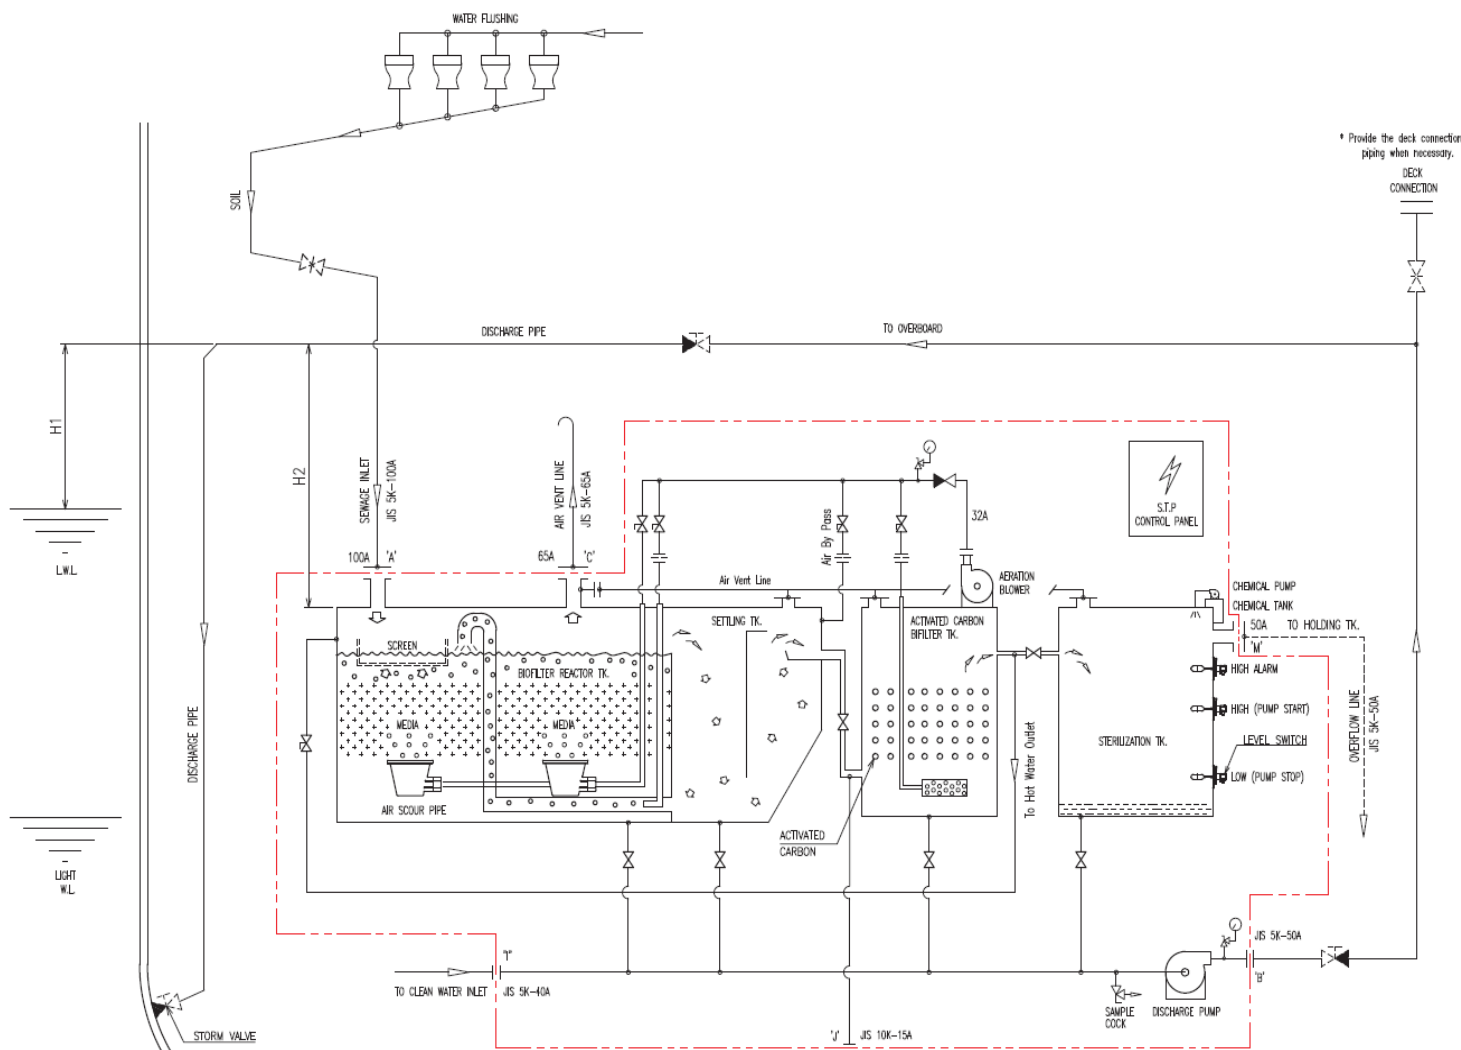 WATER FLUSHING
* Provide the deck connection
piping when necessary.
DECK
CONNECTION
SOIL
DISCHARGE PIPE
TO OVERBOARD
H1
H2
SEWAGE INLET
JIS 5K-100A
AIR VENT LINE
JIS 5K-65A
100A 'A'
65A 'C'
L.W.L
Air By Pass
32A
S.T.P
CONTROL PANEL
Air Vent Line
AERATION
BLOWER
CHEMICAL PUMP
CHEMICAL TANK
50A TO HOLDING TK.
'M'
SCREEN
SETTLING TK.
ACTIVATED CARBON
BIFILTER TK.
BIOFILTER REACTOR TK.
HIGH ALARM
MEDIA
MEDIA
HIGH (PUMP START)
STERILIZATION TK.
LEVEL SWITCH
LOW (PUMP STOP)
OVERFLOW LINE
JIS 5K-50A
DISCHARGE PIPE
To Hot Water Outlet
AIR SCOUR PIPE
ACTIVATED
CARBON
LIGHT
W.L
'I'
TO CLEAN WATER INLET JIS 5K-40A
JIS 5K-50A
'B'
SAMPLE
COCK
DISCHARGE PUMP
'J' JIS 10K-15A
STORM VALVE